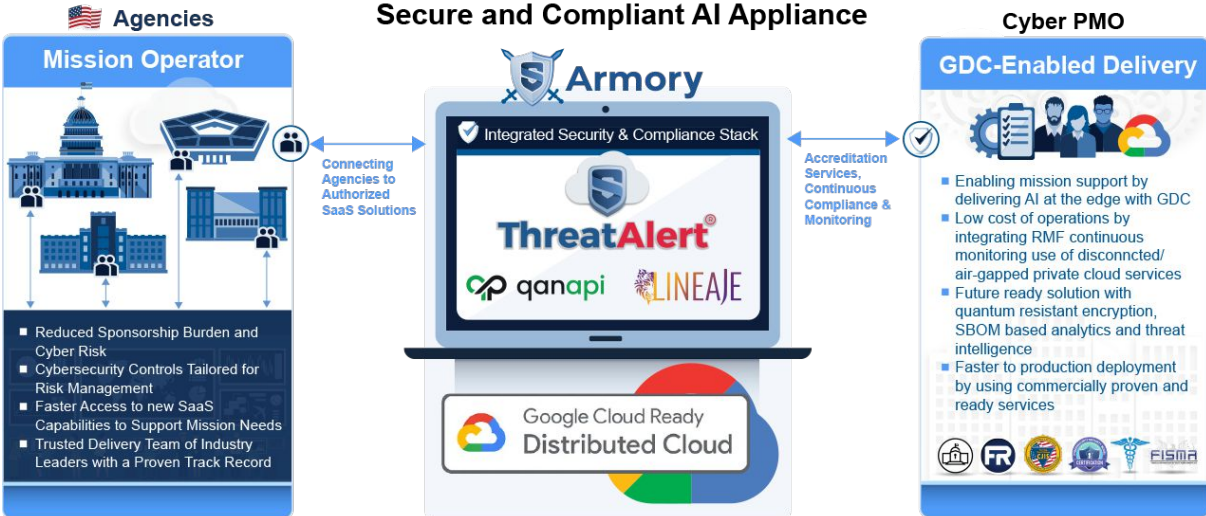 Agencies
Mission Operator
Reduced Sponsorship Burden and
Cyber Risk
Cybersecurity Controls Tailored for
Risk Management
Faster Access to new SaaS
Capabilities to Support Mission Needs
Trusted Delivery Team of Industry
Leaders with a Proven Track Record
Connecting
Agencies to
Authorized
SaaS Solutions
Secure and Compliant AI Appliance
S Armory
Integrated Security & Compliance Stack
S
ThreatAlert®
qanapi
LINEAJE
Google Cloud Ready
Distributed Cloud
Accreditation
Services,
Continuous
Compliance &
Monitoring
Cyber PMO
GDC-Enabled Delivery
Enabling mission support by
delivering AI at the edge with GDC
Low cost of operations by
integrating RMF continuous
monitoring use of disconncted/
air-gapped private cloud services
Future ready solution with
quantum resistant encryption,
SBOM based analytics and threat
intelligence
Faster to production deployment
by using commercially proven and
ready services
FR
CJIS
FISMA